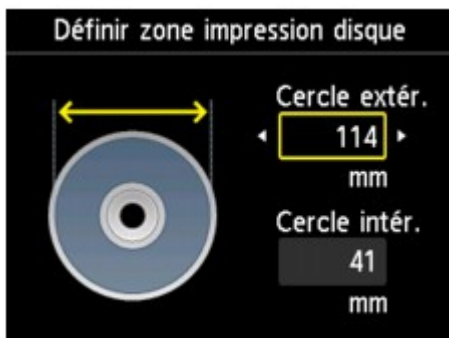 Définir zone impression disque
Cercle extér.
114
mm
Cercle intér.
41
mm